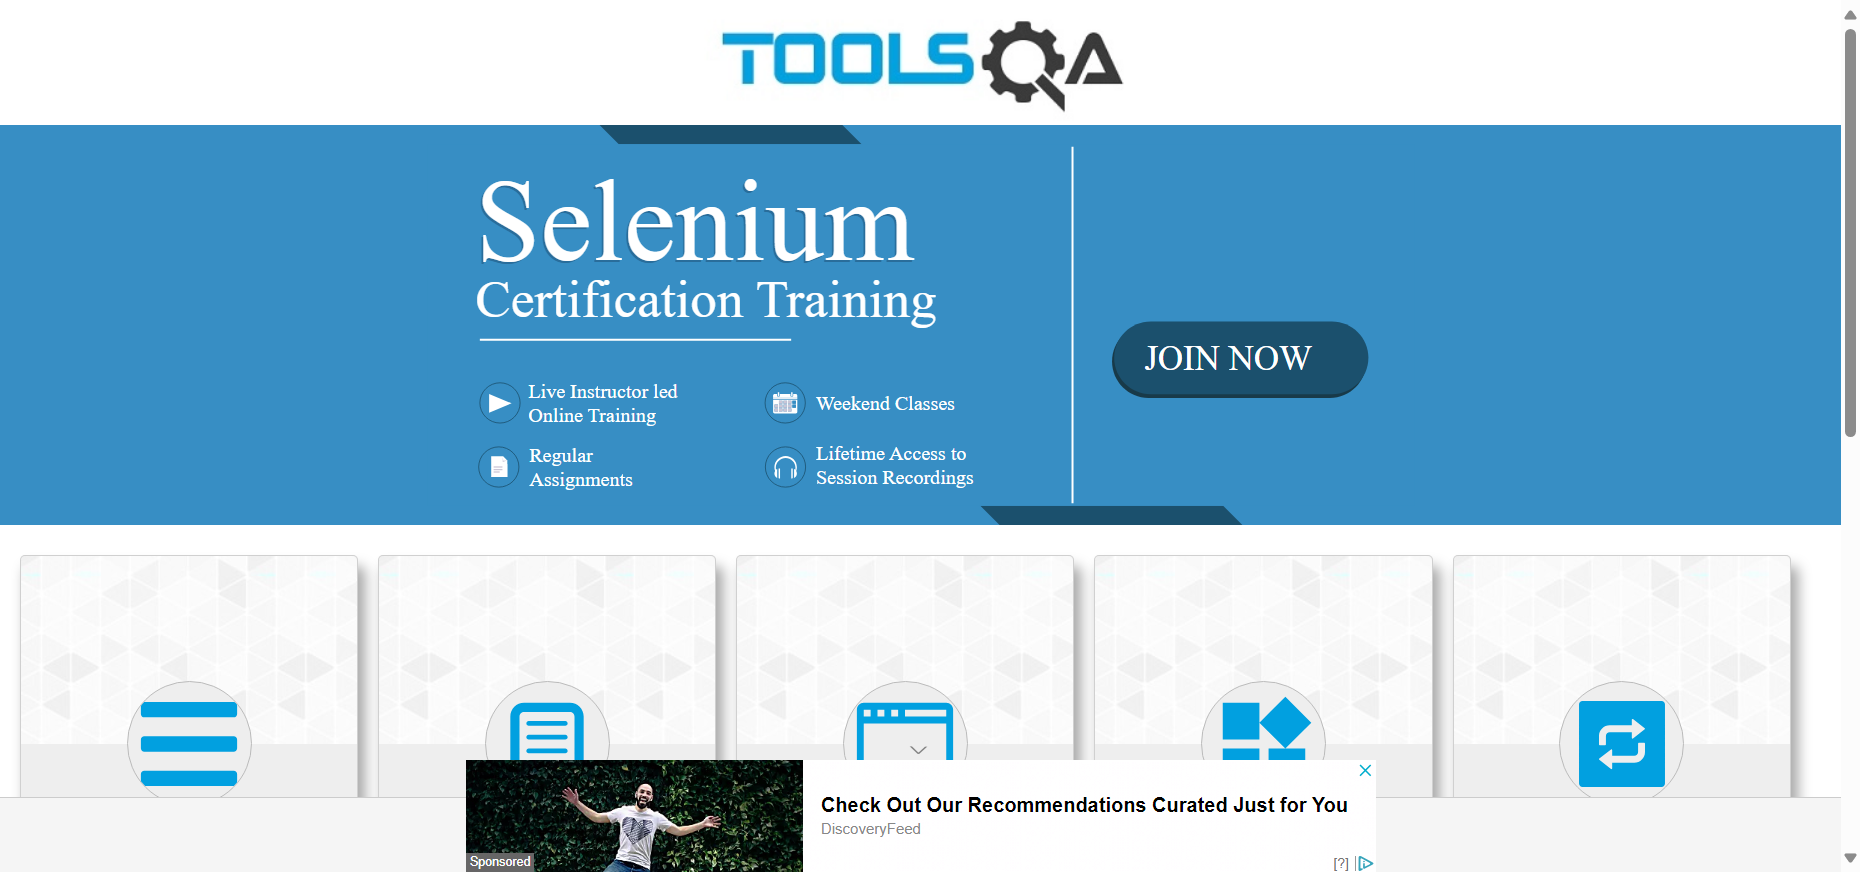 TOOLSQA
Selenium
Certification Training
JOIN NOW
Live Instructor led
Online Training
Weekend Classes
Regular
Assignments
Lifetime Access to
Session Recordings
Check Out Our Recommendations Curated Just for You
DiscoveryFeed
Sponsored
[?]